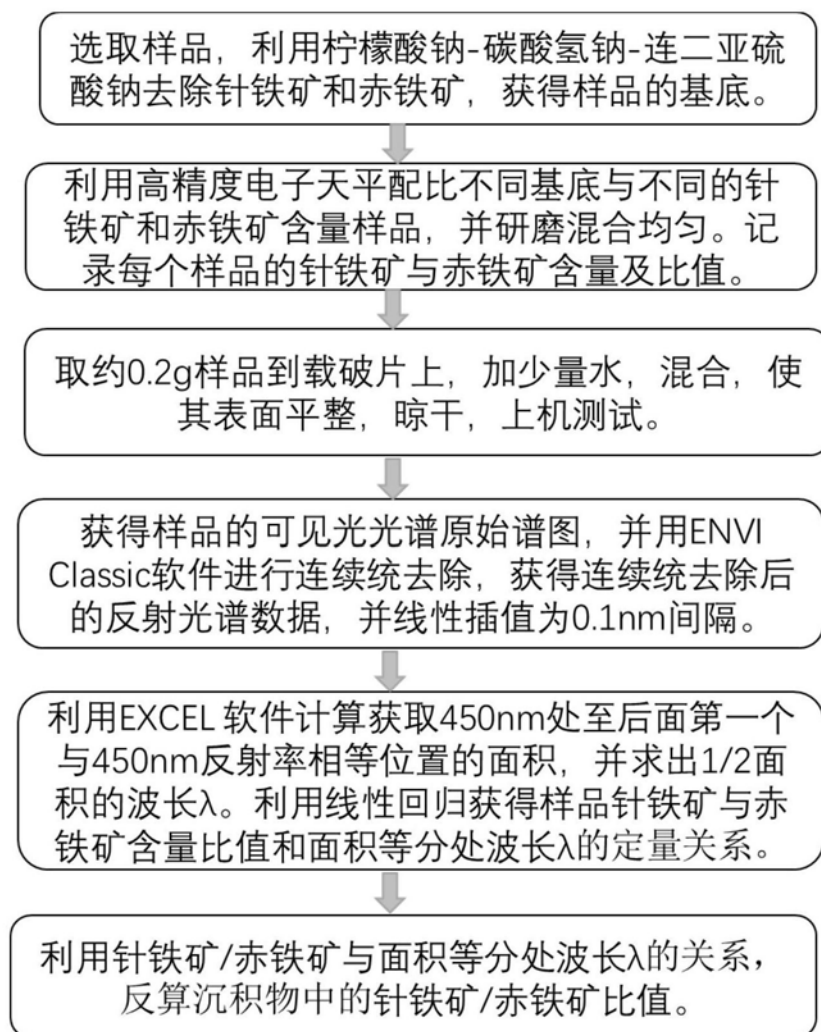 选取样品，利用柠檬酸钠-碳酸氢钠-连二亚硫
酸钠去除针铁矿和赤铁矿，获得样品的基底。
利用高精度电子天平配比不同基底与不同的针
铁矿和赤铁矿含量样品，并研磨混合均匀。记
录每个样品的针铁矿与赤铁矿含量及比值。
取约0.2g样品到载破片上，加少量水，混合，使
其表面平整，晾干，上机测试。
获得样品的可见光光谱原始谱图，并用ENVI
Classic软件进行连续统去除，获得连续统去除后
的反射光谱数据，并线性插值为0.1nm间隔。
利用EXCEL 软件计算获取450nm处至后面第一个
与450nm反射率相等位置的面积，并求出1/2面
积的波长λ。利用线性回归获得样品针铁矿与赤
铁矿含量比值和面积等分处波长λ的定量关系。
利用针铁矿/赤铁矿与面积等分处波长λ的关系，
反算沉积物中的针铁矿/赤铁矿比值。